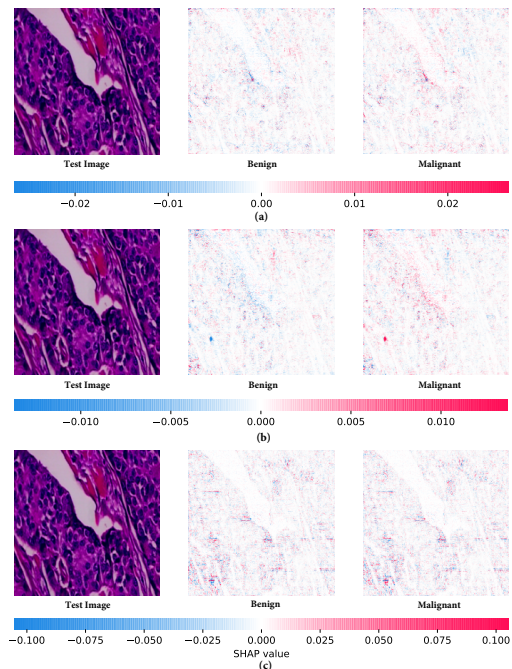 Test Image Benign Malignant
−0.02 −0.01 0.00 0.01 0.02
(a)
Test Image Benign Malignant
−0.010 −0.005 0.000 0.005 0.010
(b)
Test Image Benign Malignant
−0.100 −0.075 −0.050 −0.025 0.000 0.025 0.050 0.075 0.100
SHAP value
(c)